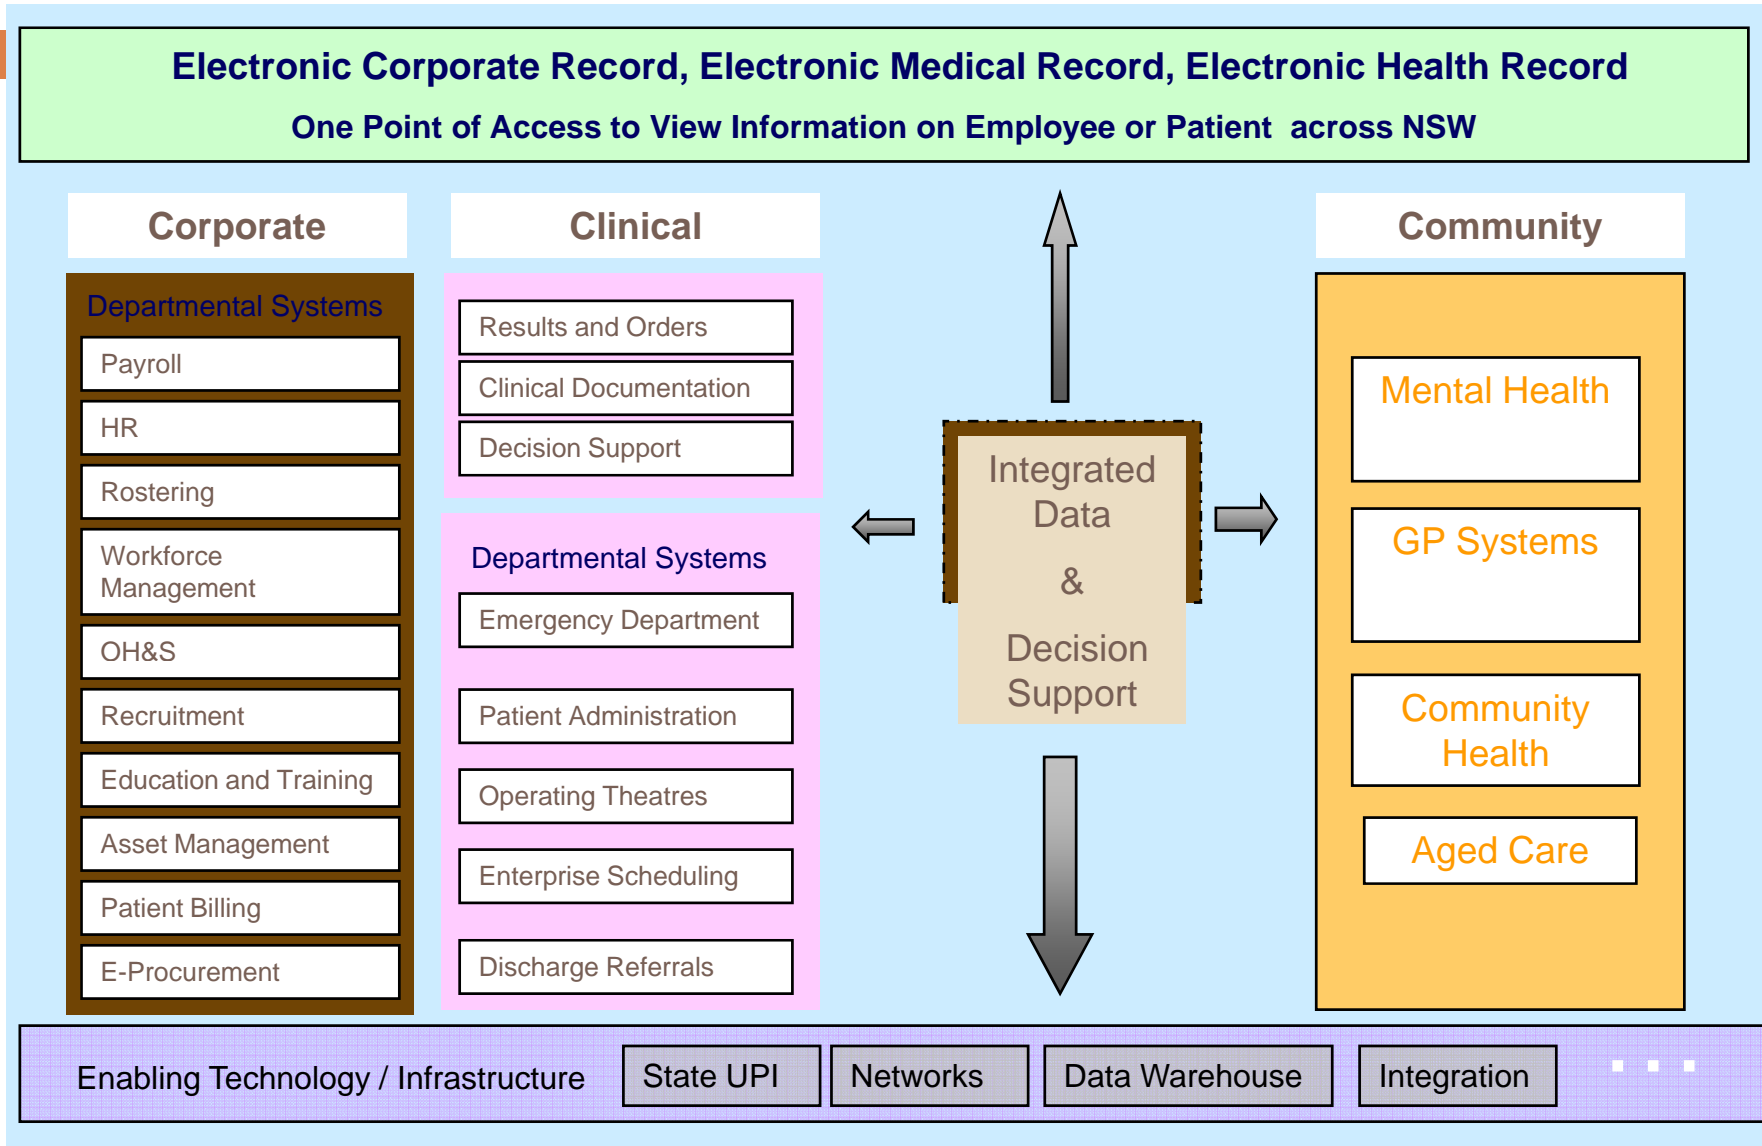 Electronic Corporate Record, Electronic Medical Record, Electronic Health Record
One Point of Access to View Information on Employee or Patient across NSW
Corporate
Departmental Systems
Payroll
HR
Rostering
Workforce
Management
OH&S
Recruitment
Education and Training
Asset Management
Patient Billing
E-Procurement
Clinical
Results and Orders
Clinical Documentation
Decision Support
Departmental Systems
Emergency Department
Patient Administration
Operating Theatres
Enterprise Scheduling
Discharge Referrals
Integrated
Data
&
Decision
Support
Community
Mental Health
GP Systems
Community
Health
Aged Care
Enabling Technology / Infrastructure
State UPI
Networks
Data Warehouse
Integration
...